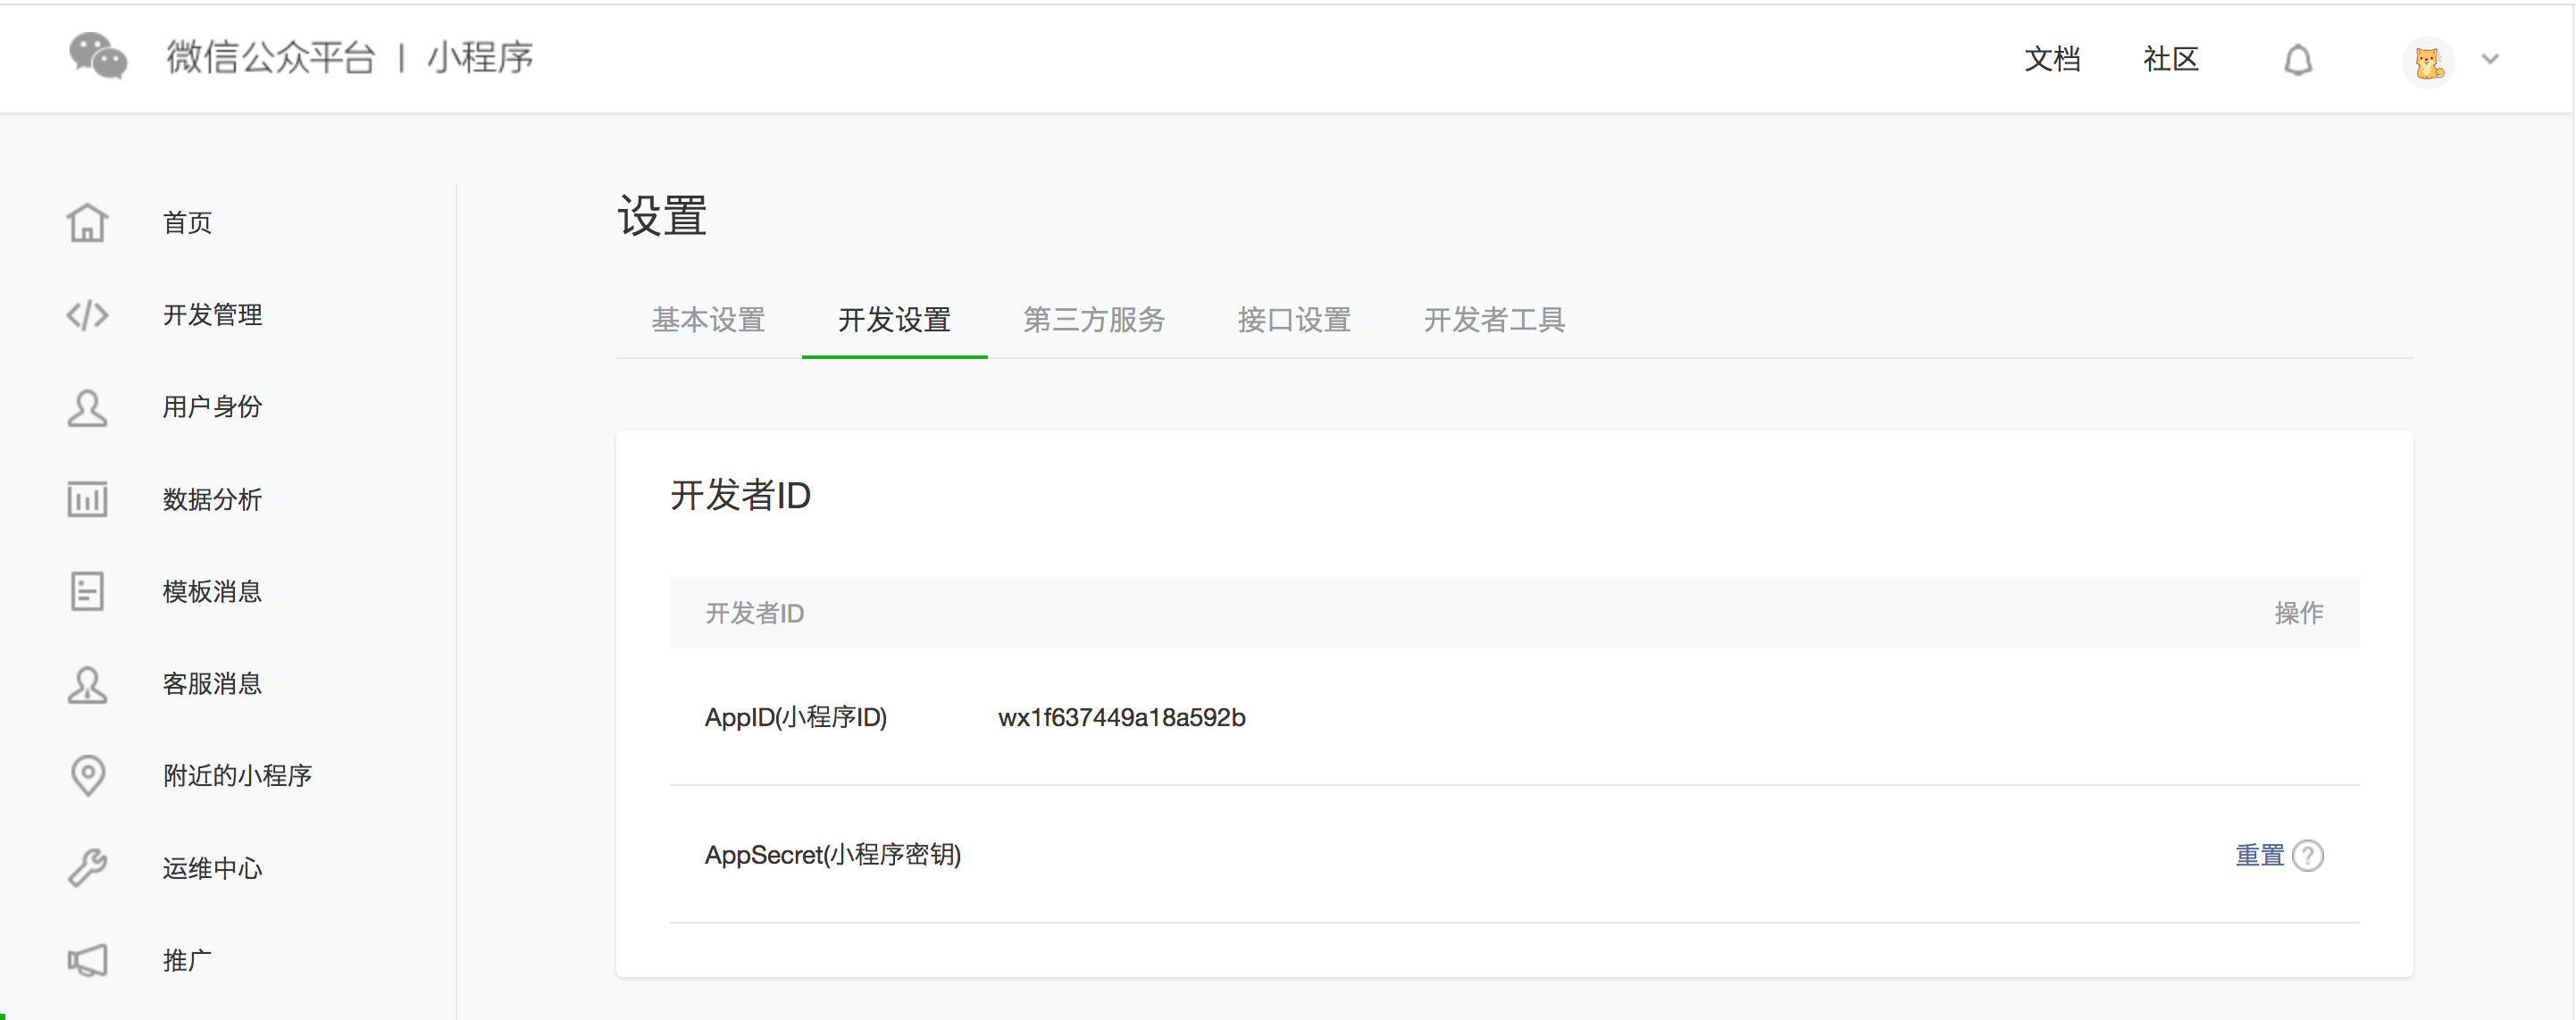 微信公众平台 | 小程序
文档 社区
首页
开发管理
用户身份
数据分析
模板消息
客服消息
附近的小程序
运维中心
推广
设置
基本设置 开发设置 第三方服务 接口设置 开发者工具
开发者ID
开发者ID 操作
AppID(小程序ID) wx1f637449a18a592b
AppSecret(小程序密钥) 重置 ?